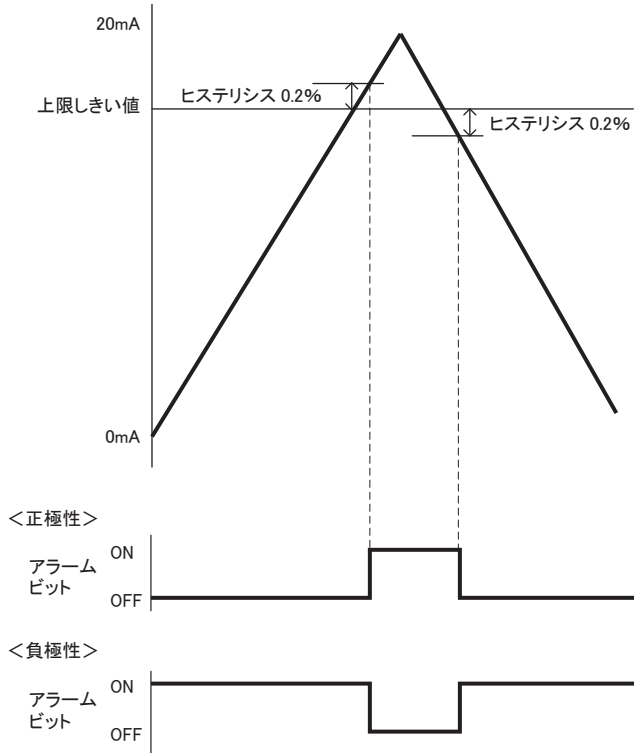 20mA
ヒステリシス 0.2%
上限しきい値
ヒステリシス 0.2%
0mA
＜正極性＞
アラーム
ビット
ON
OFF
＜負極性＞
アラーム
ビット
ON
OFF